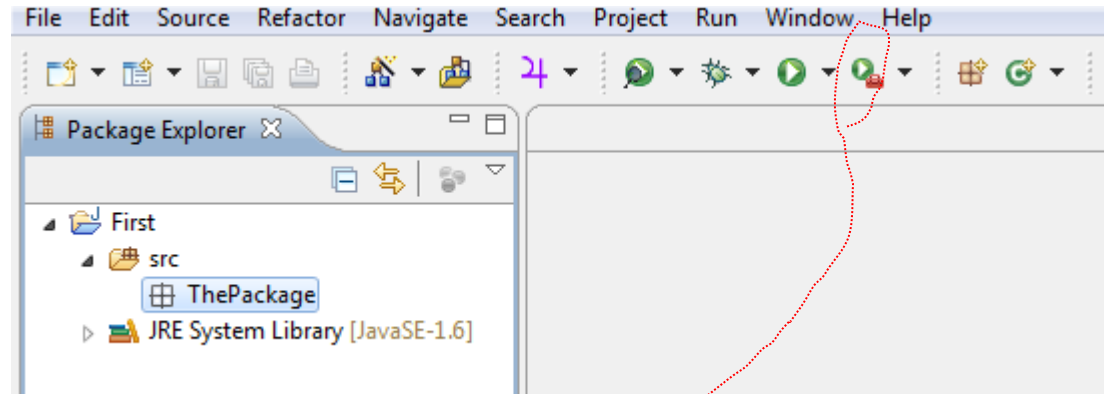 File Edit Source Refactor Navigate Search Project Run Window Help
Package Explorer
First
src
ThePackage
JRE System Library [JavaSE-1.6]